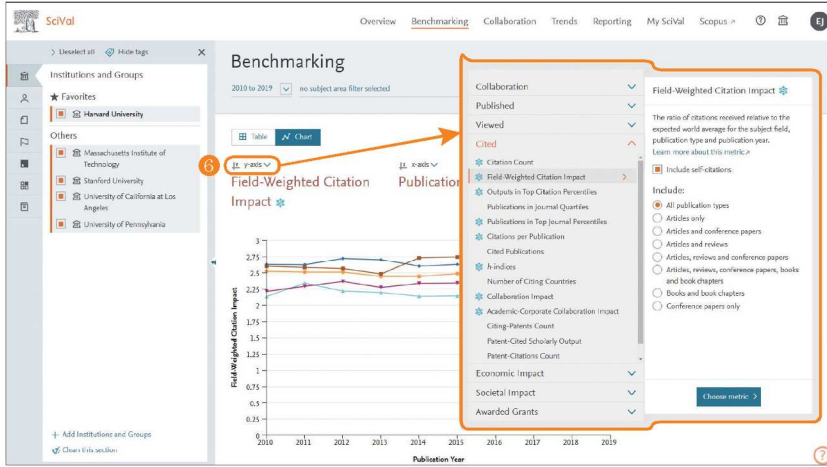 SciVal
Overview Benchmarking Collaboration Trends Reporting My SciVal Scopus ↗ EJ
> Unselect all Hide tags X
Institutions and Groups
★ Favorites
Harvard University
Others
Massachusetts Institute of
Technology
Stanford University
University of California at Los
Angeles
University of Pennsylvania
+ Add Institutions and Groups
Clean this section
Benchmarking
2010 to 2019 no subject area filter selected
Table Chart
6 y-axis
Field-Weighted Citation
Impact
x-axis
Publication
3
2.75
2.5
2.25
2
1.75
1.5
1.25
1
0.75
0.5
0.25
0
Field-Weighted Citation Impact
2010 2011 2012 2013 2014 2015 2016 2017 2018 2019
Publication Year
Collaboration
Published
Viewed
Cited
Citation Count
Field-Weighted Citation Impact >
Outputs in Top Citation Percentiles
Publications in Journal Quartiles
Publications in Top Journal Percentiles
Citations per Publication
Cited Publications
h-indices
Number of Citing Countries
Collaboration Impact
Academic-Corporate Collaboration Impact
Citing-Patents Count
Patent-Cited Scholarly Output
Patent-Citations Count
Economic Impact
Societal Impact
Awarded Grants
Field-Weighted Citation Impact
The ratio of citations received relative to the
expected world average for the subject field,
publication type and publication year.
Learn more about this metric ↗
Include self-citations
Include:
All publication types
Articles only
Articles and conference papers
Articles and reviews
Articles, reviews and conference papers
Articles, reviews, conference papers, books
and book chapters
Books and book chapters
Conference papers only
Choose metric >
?